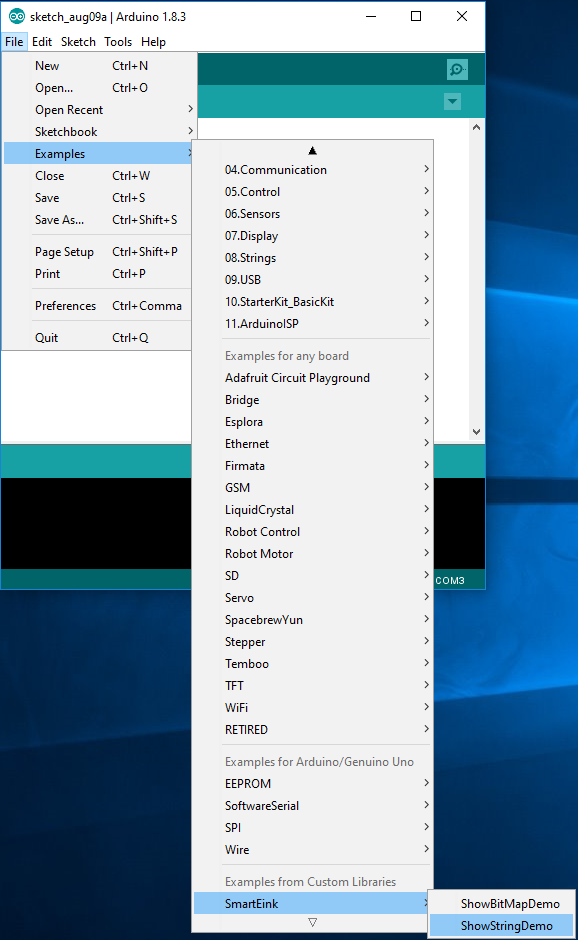 sketch_aug09a | Arduino 1.8.3
File Edit Sketch Tools Help
New Ctrl+N
Open... Ctrl+O
Open Recent
Sketchbook
Examples
Close Ctrl+W
Save Ctrl+S
Save As... Ctrl+Shift+S
Page Setup Ctrl+Shift+P
Print Ctrl+P
Preferences Ctrl+Comma
Quit Ctrl+Q
04.Communication
05.Control
06.Sensors
07.Display
08.Strings
09.USB
10.StarterKit_BasicKit
11.ArduinoISP
Examples for any board
Adafruit Circuit Playground
Bridge
Esplora
Ethernet
Firmata
GSM
LiquidCrystal
Robot Control
Robot Motor
SD
Servo
SpacebrewYun
Stepper
Temboo
TFT
WiFi
RETIRED
Examples for Arduino/Genuino Uno
EEPROM
SoftwareSerial
SPI
Wire
Examples from Custom Libraries
SmartEink
ShowBitMapDemo
ShowStringDemo
COM3